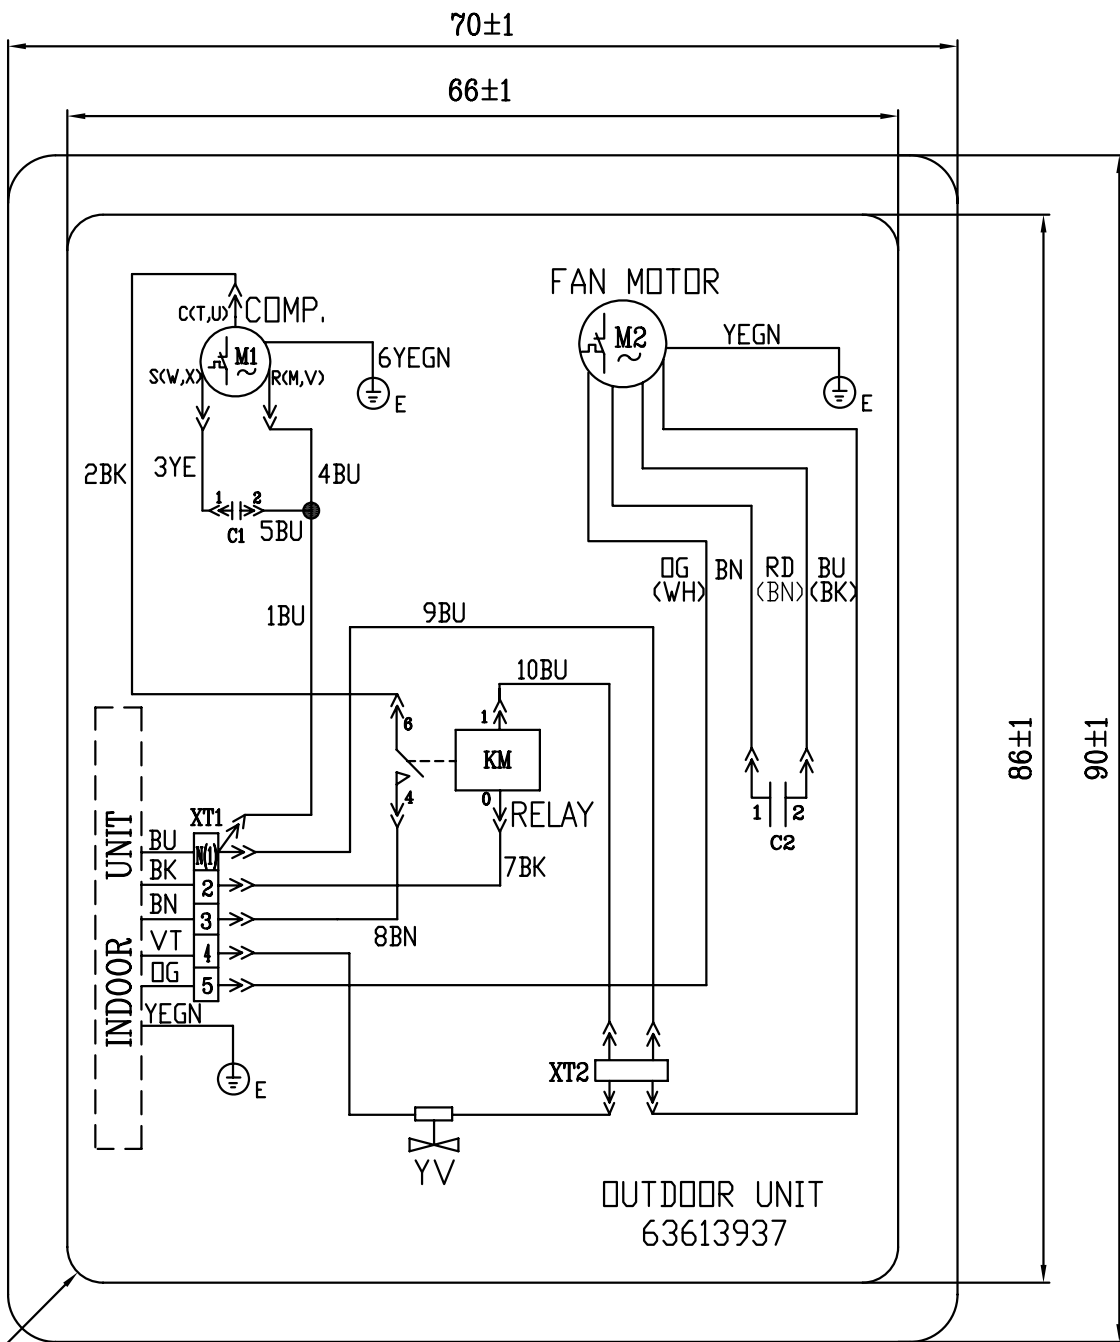 70±1
66±1
FAN MOTOR
C(T,U) COMP.
M1
M2
YEGN
6YEGN
S(W,X)
R(M,V)
E
E
2BK
3YE
4BU
1
2
C1
5BU
OG
(WH)
BN
RD
(BN)
BU
(BK)
1BU
9BU
10BU
6
1
KM
4
0
RELAY
86±1
90±1
1
2
C2
XT1
UNIT
INDOOR
BU
N(1)
BK
2
7BK
BN
3
8BN
VT
4
OG
5
YEGN
E
XT2
YV
OUTDOOR UNIT
63613937